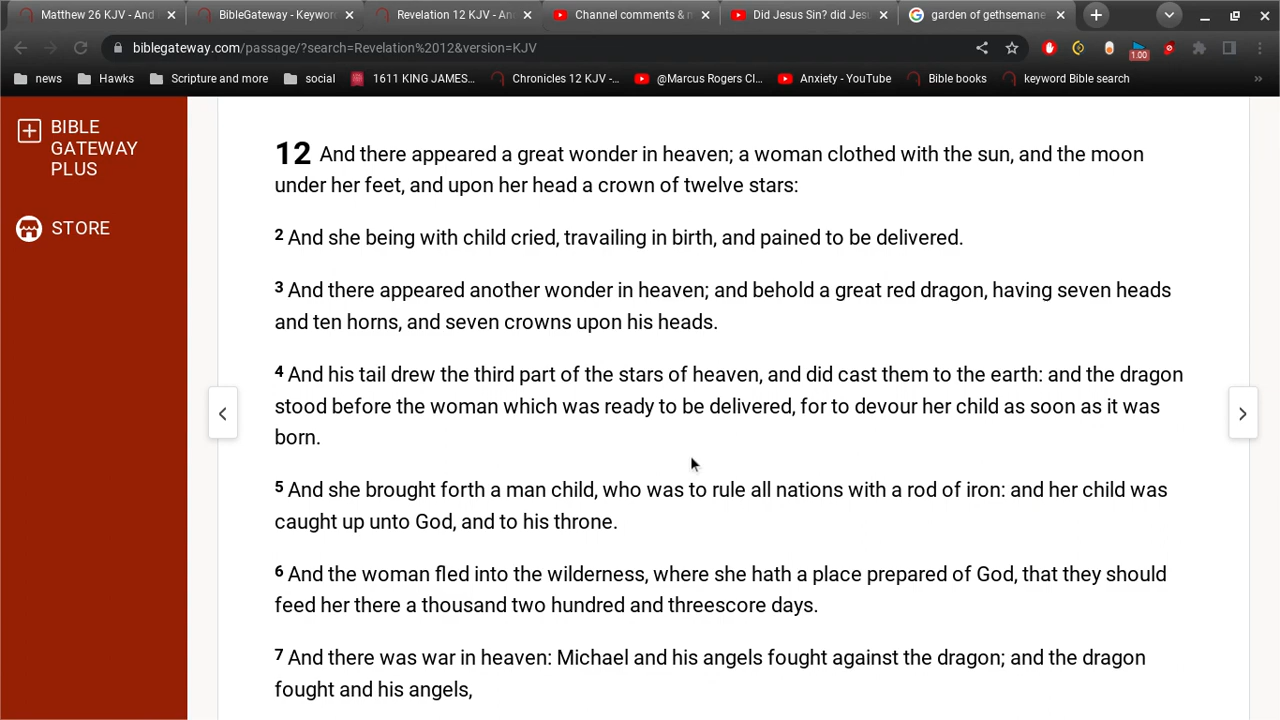 Matthew 26 KJV - And
BibleGateway - Keywor
Revelation 12 KJV - An
Channel comments & m
Did Jesus Sin? did Jesu
garden of gethsemane
biblegateway.com/passage/?search=Revelation%2012&version=KJV
1.00
news
Hawks
Scripture and more
social
1611 KING JAMES...
Chronicles 12 KJV -...
@Marcus Rogers Cl...
Anxiety - YouTube
Bible books
keyword Bible search
BIBLE
GATEWAY
PLUS
STORE
12 And there appeared a great wonder in heaven; a woman clothed with the sun, and the moon
under her feet, and upon her head a crown of twelve stars:
2 And she being with child cried, travailing in birth, and pained to be delivered.
3 And there appeared another wonder in heaven; and behold a great red dragon, having seven heads
and ten horns, and seven crowns upon his heads.
4 And his tail drew the third part of the stars of heaven, and did cast them to the earth: and the dragon
stood before the woman which was ready to be delivered, for to devour her child as soon as it was
born.
5 And she brought forth a man child, who was to rule all nations with a rod of iron: and her child was
caught up unto God, and to his throne.
6 And the woman fled into the wilderness, where she hath a place prepared of God, that they should
feed her there a thousand two hundred and threescore days.
7 And there was war in heaven: Michael and his angels fought against the dragon; and the dragon
fought and his angels,